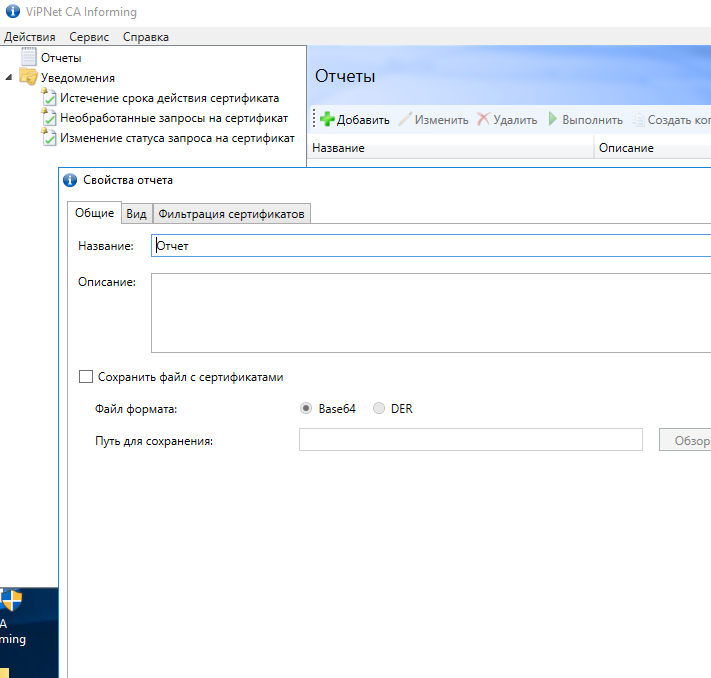 ViPNet CA Informing
Действия Сервис Справка
Отчеты
Уведомления
Истечение срока действия сертификата
Необработанные запросы на сертификат
Изменение статуса запроса на сертификат
Отчеты
Добавить Изменить Удалить Выполнить Создать коп
Название Описание
Свойства отчета
Общие Вид Фильтрация сертификатов
Название: Отчет
Описание:
Сохранить файл с сертификатами
Файл формата: Base64 DER
Путь для сохранения: Обзор
A
ming